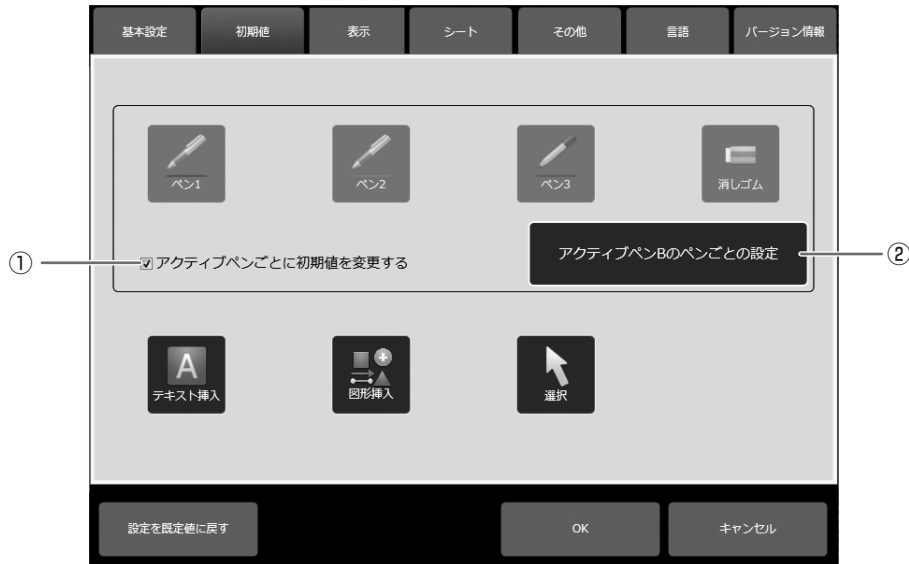 基本設定
初期値
表示
シート
その他
言語
バージョン情報
ペン1
ペン2
ペン3
消しゴム
①
アクティブペンごとに初期値を変更する
アクティブペンBのペンごとの設定
②
A
テキスト挿入
図形挿入
選択
設定を既定値に戻す
OK
キャンセル